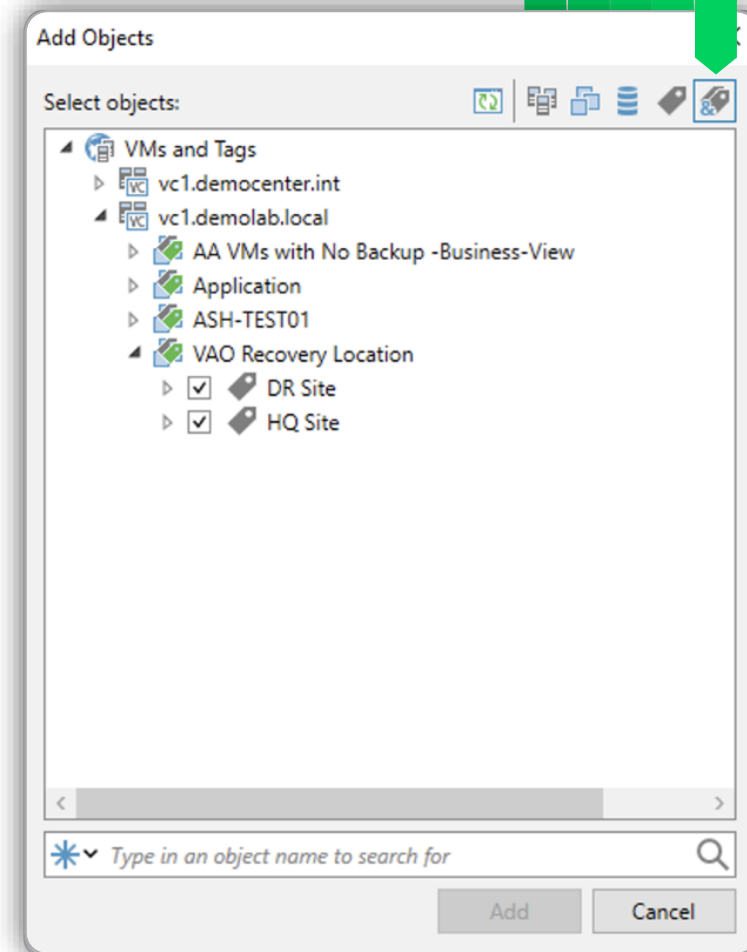 Add Objects
Select objects:
&
VMs and Tags
VC vc1.democenter.int
VC vc1.demolab.local
AA VMs with No Backup -Business-View
Application
ASH-TEST01
VAO Recovery Location
DR Site
HQ Site
Type in an object name to search for
Add Cancel